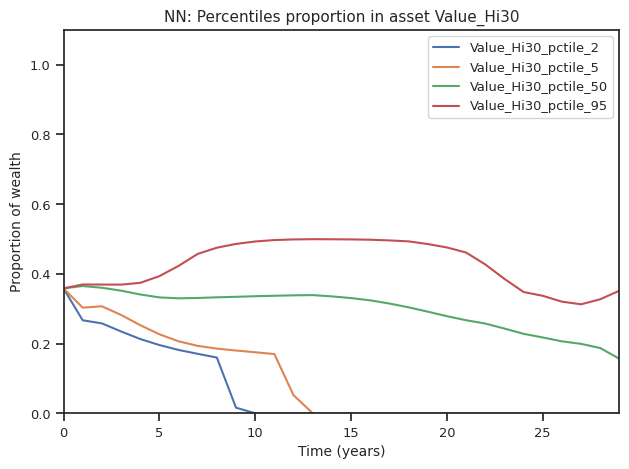 NN: Percentiles proportion in asset Value_Hi30
Value_Hi30_pctile_2
Value_Hi30_pctile_5
Value_Hi30_pctile_50
Value_Hi30_pctile_95
Proportion of wealth
1.0
0.8
0.6
0.4
0.2
0.0
0 5 10 15 20 25
Time (years)